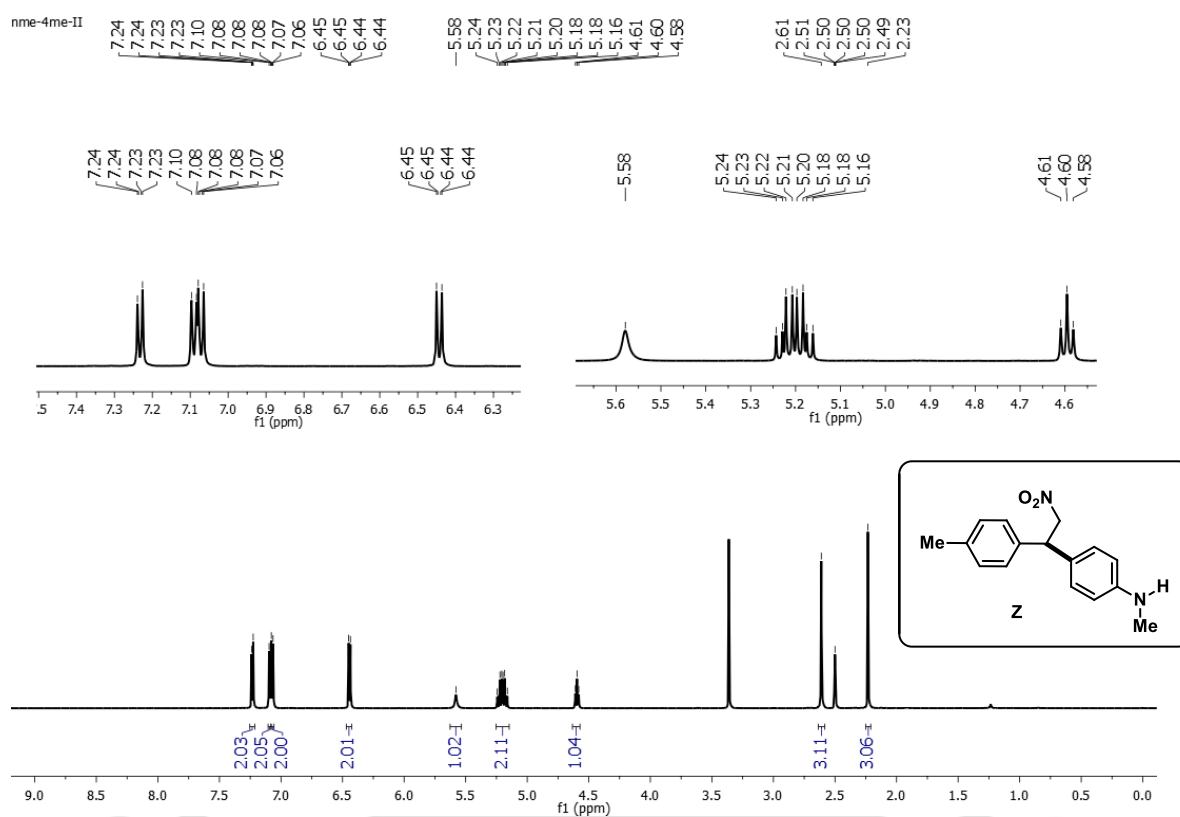 nme-4me-II
7.24 7.24 7.23 7.23 7.10 7.08 7.08 7.08 7.07 7.06 6.45 6.45 6.44 6.44 5.58 5.24 5.23 5.22 5.21 5.20 5.18 5.18 5.16 4.61 4.60 4.58 2.61 2.51 2.50 2.50 2.50 2.49 2.23
7.24 7.24 7.23 7.23 7.10 7.08 7.08 7.08 7.07 7.06 6.45 6.45 6.44 6.44
5.58 5.24 5.23 5.22 5.21 5.20 5.18 5.18 5.16 4.61 4.60 4.58
.5 7.4 7.3 7.2 7.1 7.0 6.9 6.8 6.7 6.6 6.5 6.4 6.3
f1 (ppm)
5.6 5.5 5.4 5.3 5.2 5.1 5.0 4.9 4.8 4.7 4.6
f1 (ppm)
O2N
Me
N H
Me
Z
2.03 2.05 2.00 2.01 1.02 2.11 1.04 3.11 3.06
9.0 8.5 8.0 7.5 7.0 6.5 6.0 5.5 5.0 4.5 4.0 3.5 3.0 2.5 2.0 1.5 1.0 0.5 0.0
f1 (ppm)